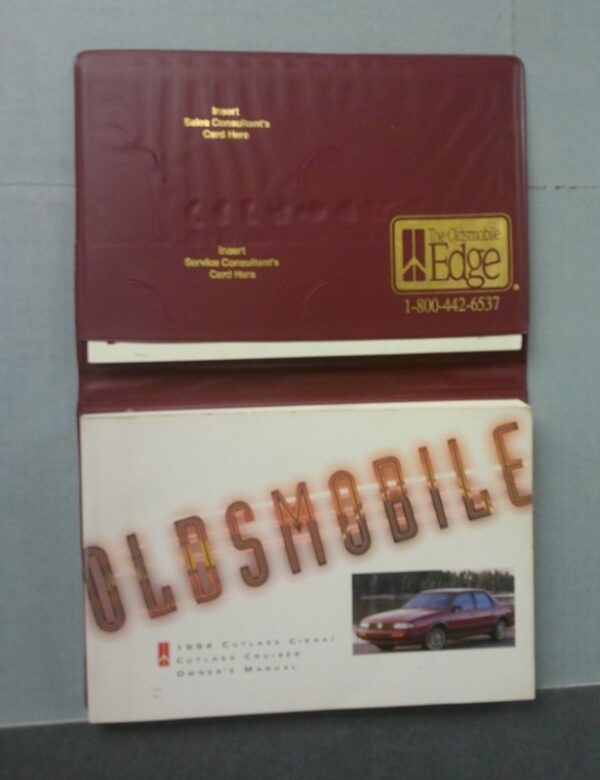 Insert
Sales Consultant's
Card Here
Insert
Service Consultant's
Card Here
The Oldsmobile
Edge
1-800-442-6537
OLDSMOBILE
1994 CUTLASS CIERA/
CUTLASS CRUISER
OWNER'S MANUAL